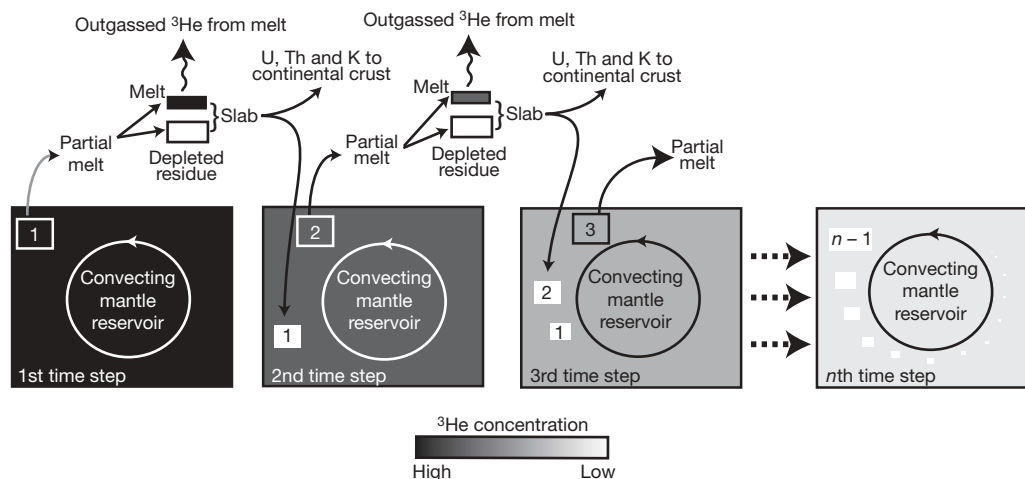 Outgassed ³He from melt
U, Th and K to
continental crust
Melt
Slab
Partial
melt
Depleted
residue
Outgassed ³He from melt
U, Th and K to
continental crust
Melt
Slab
Partial
melt
Depleted
residue
Partial
melt
1
Convecting
mantle
reservoir
1st time step
2
Convecting
mantle
reservoir
1
2nd time step
3
Convecting
mantle
reservoir
2
1
3rd time step
n – 1
Convecting
mantle
reservoir
nth time step
³He concentration
High
Low